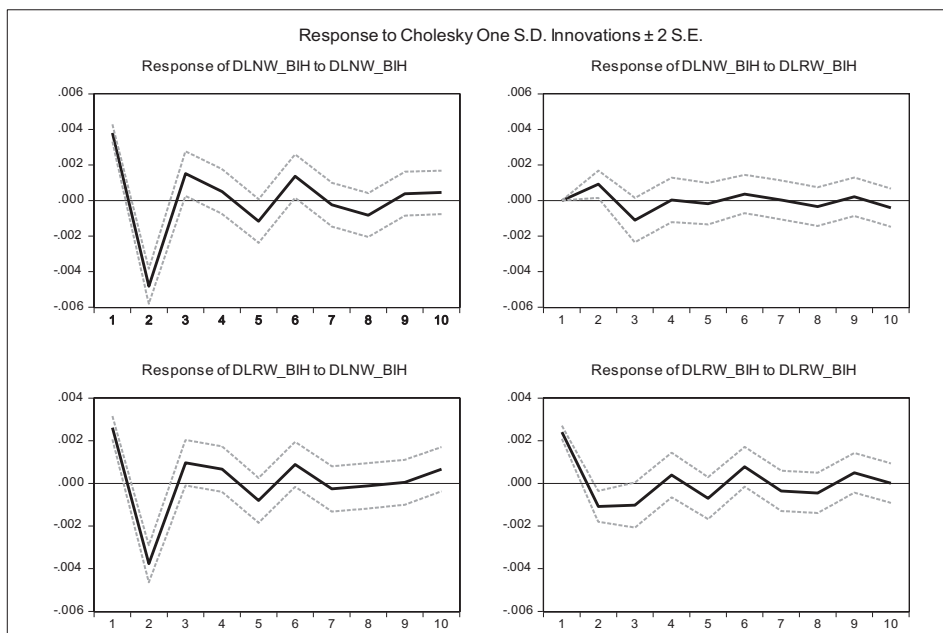 Response to Cholesky One S.D. Innovations ± 2 S.E.
Response of DLNW_BIH to DLNW_BIH
.006
.004
.002
.000
-.002
-.004
-.006
1 2 3 4 5 6 7 8 9 10
Response of DLNW_BIH to DLRW_BIH
.006
.004
.002
.000
-.002
-.004
-.006
1 2 3 4 5 6 7 8 9 10
Response of DLRW_BIH to DLNW_BIH
.004
.002
.000
-.002
-.004
-.006
1 2 3 4 5 6 7 8 9 10
Response of DLRW_BIH to DLRW_BIH
.004
.002
.000
-.002
-.004
-.006
1 2 3 4 5 6 7 8 9 10